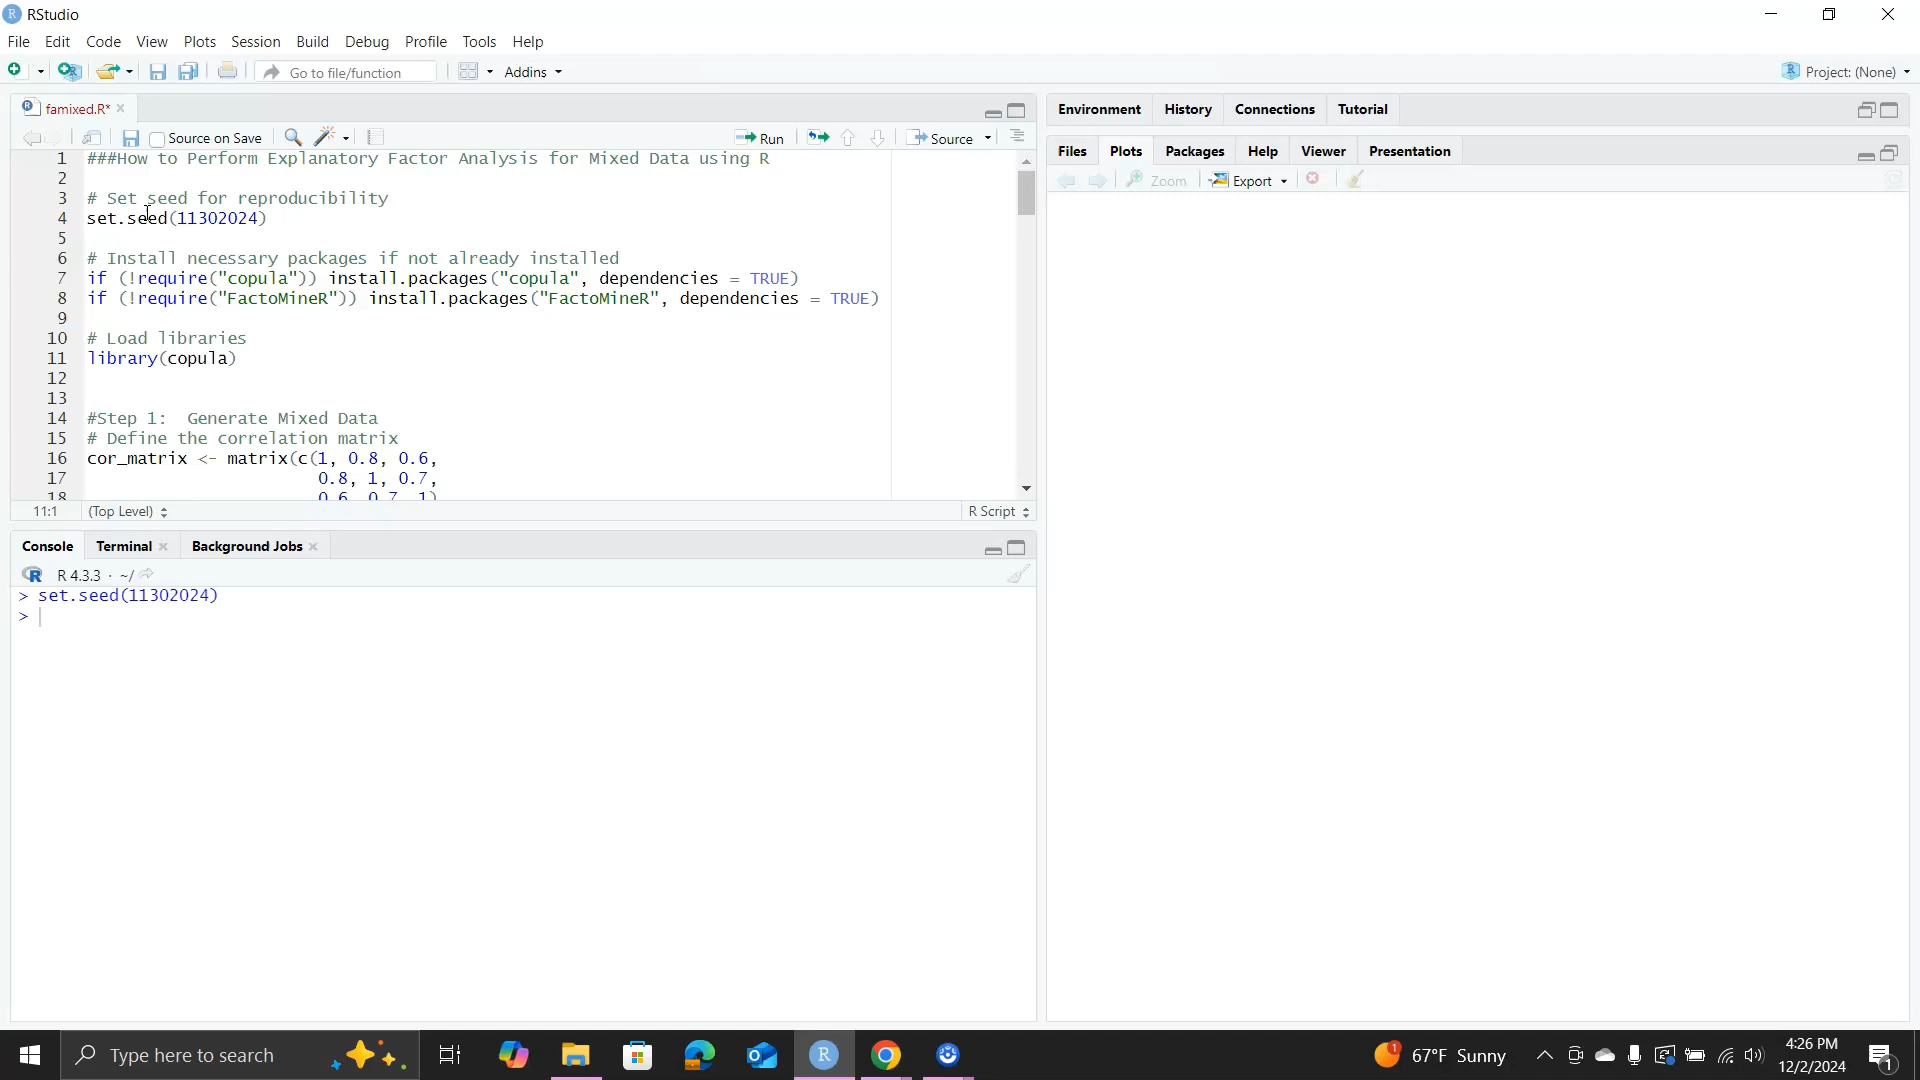 RStudio
File Edit Code View Plots Session Build Debug Profile Tools Help
Go to file/function Addins Project: (None)
famixed.R*
Source on Save Run Source
1 ###How to Perform Explanatory Factor Analysis for Mixed Data using R
2
3 # Set seed for reproducibility
4 set.seed(11302024)
5
6 # Install necessary packages if not already installed
7 if (!require("copula")) install.packages("copula", dependencies = TRUE)
8 if (!require("FactoMineR")) install.packages("FactoMineR", dependencies = TRUE)
9
10 # Load libraries
11 library(copula)
12
13
14 #Step 1:  Generate Mixed Data
15 # Define the correlation matrix
16 cor_matrix <- matrix(c(1, 0.8, 0.6,
17 0.8, 1, 0.7,
18 0.6, 0.7, 1)
11:1 (Top Level) R Script
Console Terminal Background Jobs
R R 4.3.3 · ~/
> set.seed(11302024)
>
Environment History Connections Tutorial
Files Plots Packages Help Viewer Presentation
Zoom Export
Type here to search
67°F Sunny
4:26 PM
12/2/2024
1